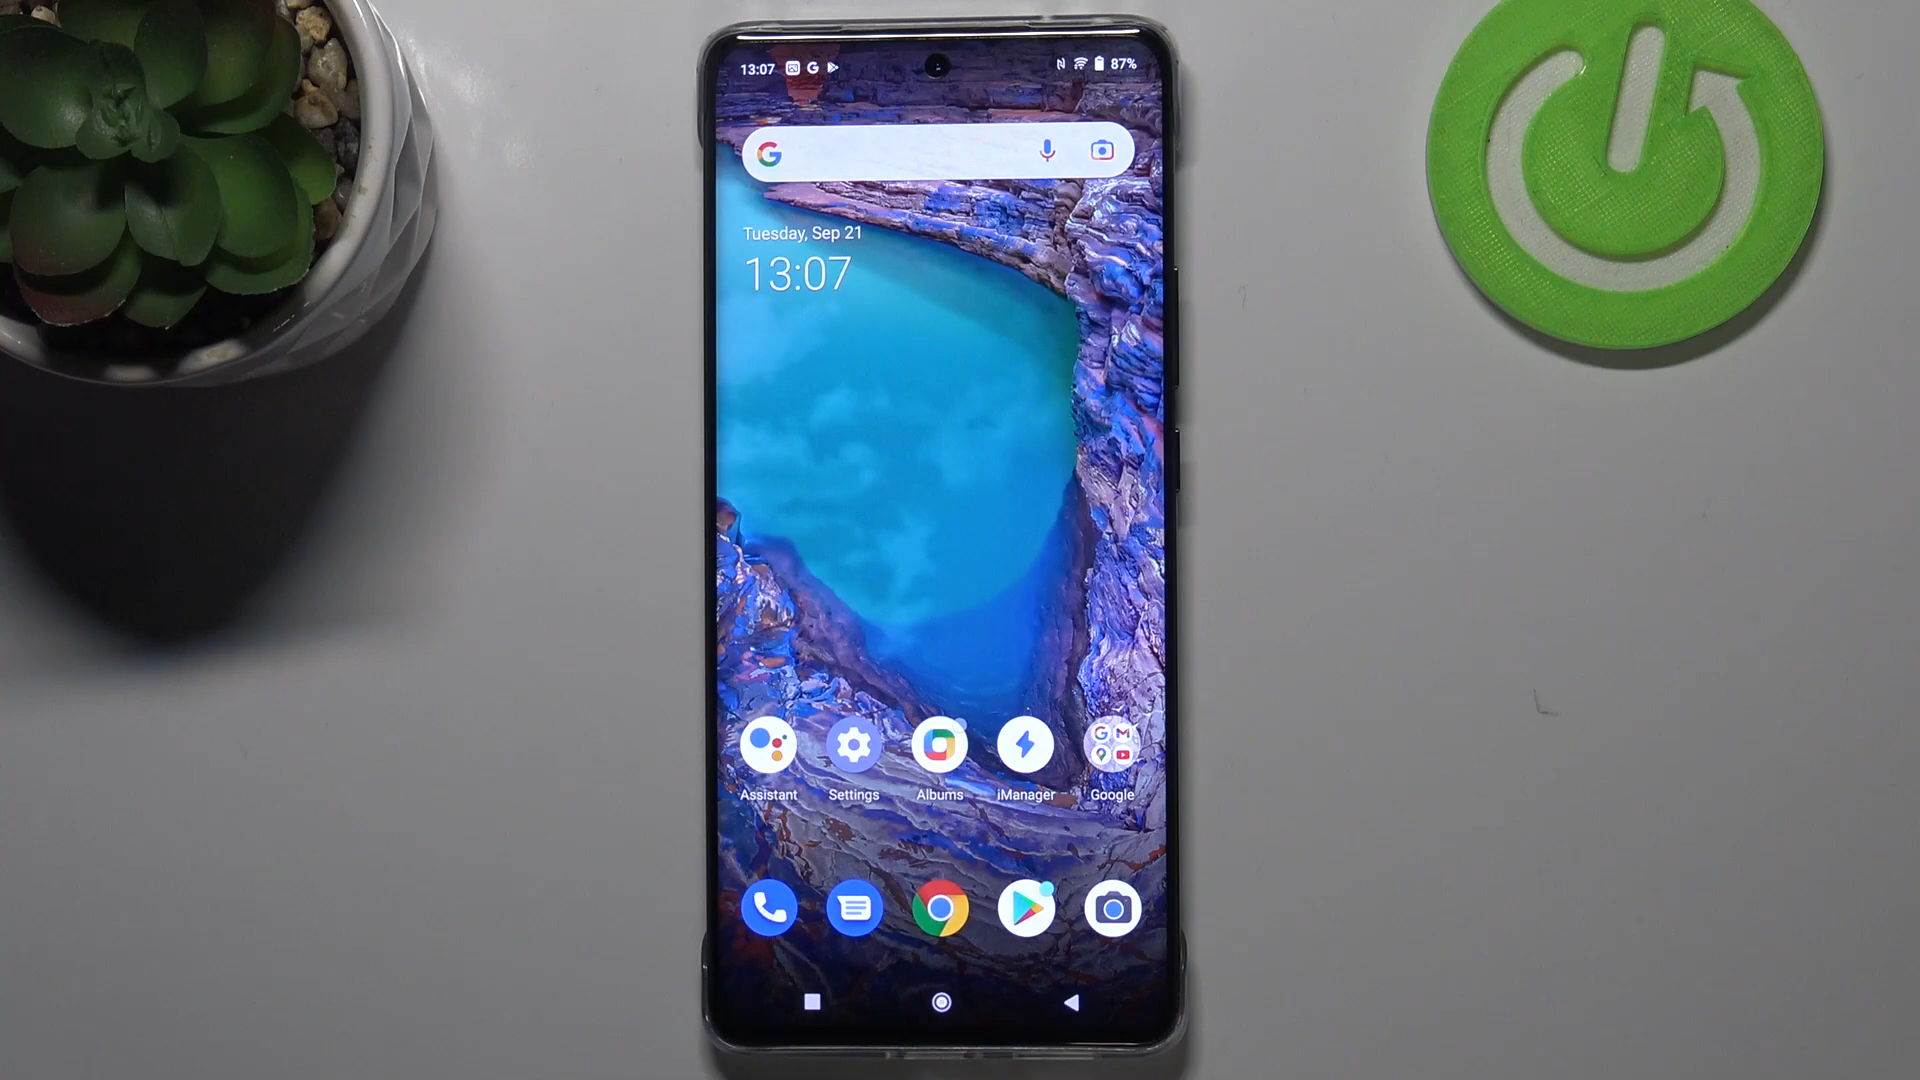 13:07 G
87%
G
Tuesday, Sep 21
13:07
Assistant Settings Albums iManager Google